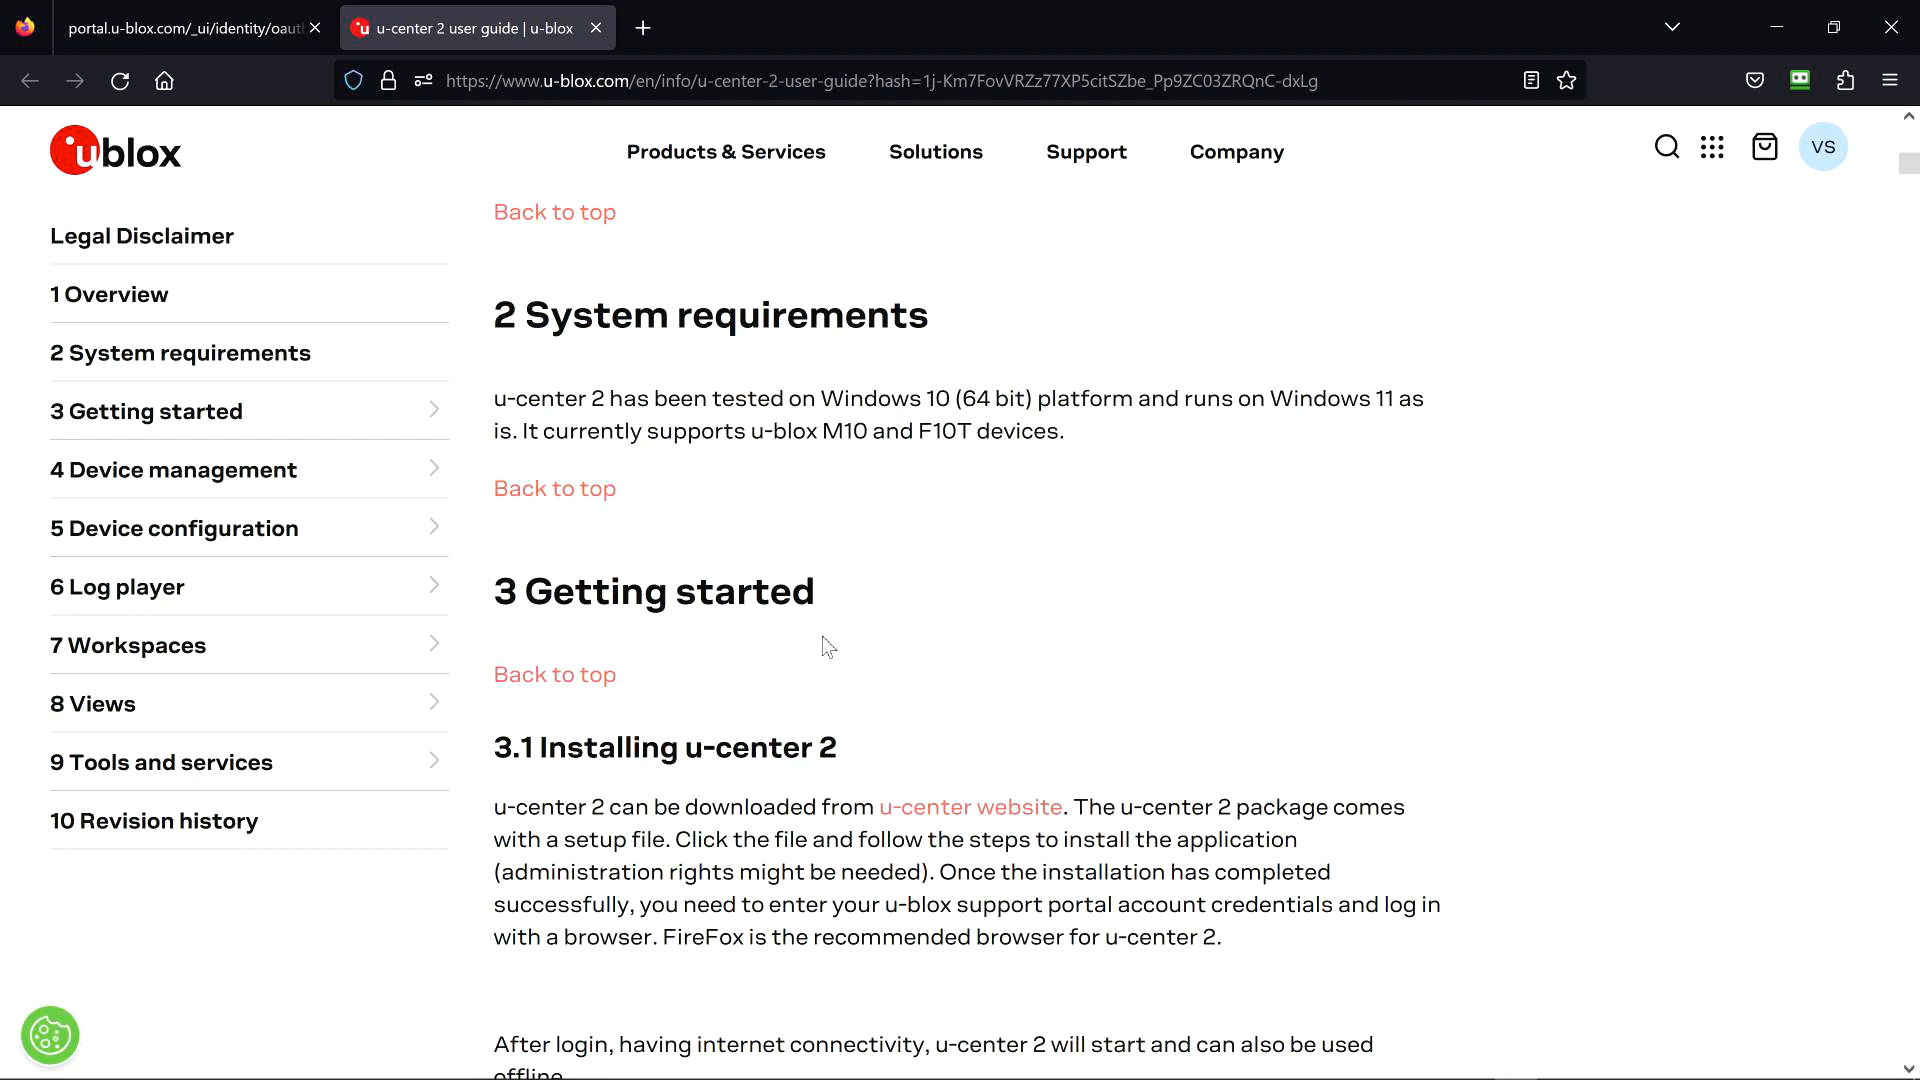 portal.u-blox.com/_ui/identity/oaut
u-center 2 user guide | u-blox
https://www.u-blox.com/en/info/u-center-2-user-guide?hash=1j-Km7FovVRZz77XP5citSZbe_Pp9ZC03ZRQnC-dxLg
ublox
Products & Services
Solutions
Support
Company
VS
Legal Disclaimer
1 Overview
2 System requirements
3 Getting started
4 Device management
5 Device configuration
6 Log player
7 Workspaces
8 Views
9 Tools and services
10 Revision history
Back to top
2 System requirements
u-center 2 has been tested on Windows 10 (64 bit) platform and runs on Windows 11 as
is. It currently supports u-blox M10 and F10T devices.
Back to top
3 Getting started
Back to top
3.1 Installing u-center 2
u-center 2 can be downloaded from u-center website. The u-center 2 package comes
with a setup file. Click the file and follow the steps to install the application
(administration rights might be needed). Once the installation has completed
successfully, you need to enter your u-blox support portal account credentials and log in
with a browser. FireFox is the recommended browser for u-center 2.
After login, having internet connectivity, u-center 2 will start and can also be used
offline